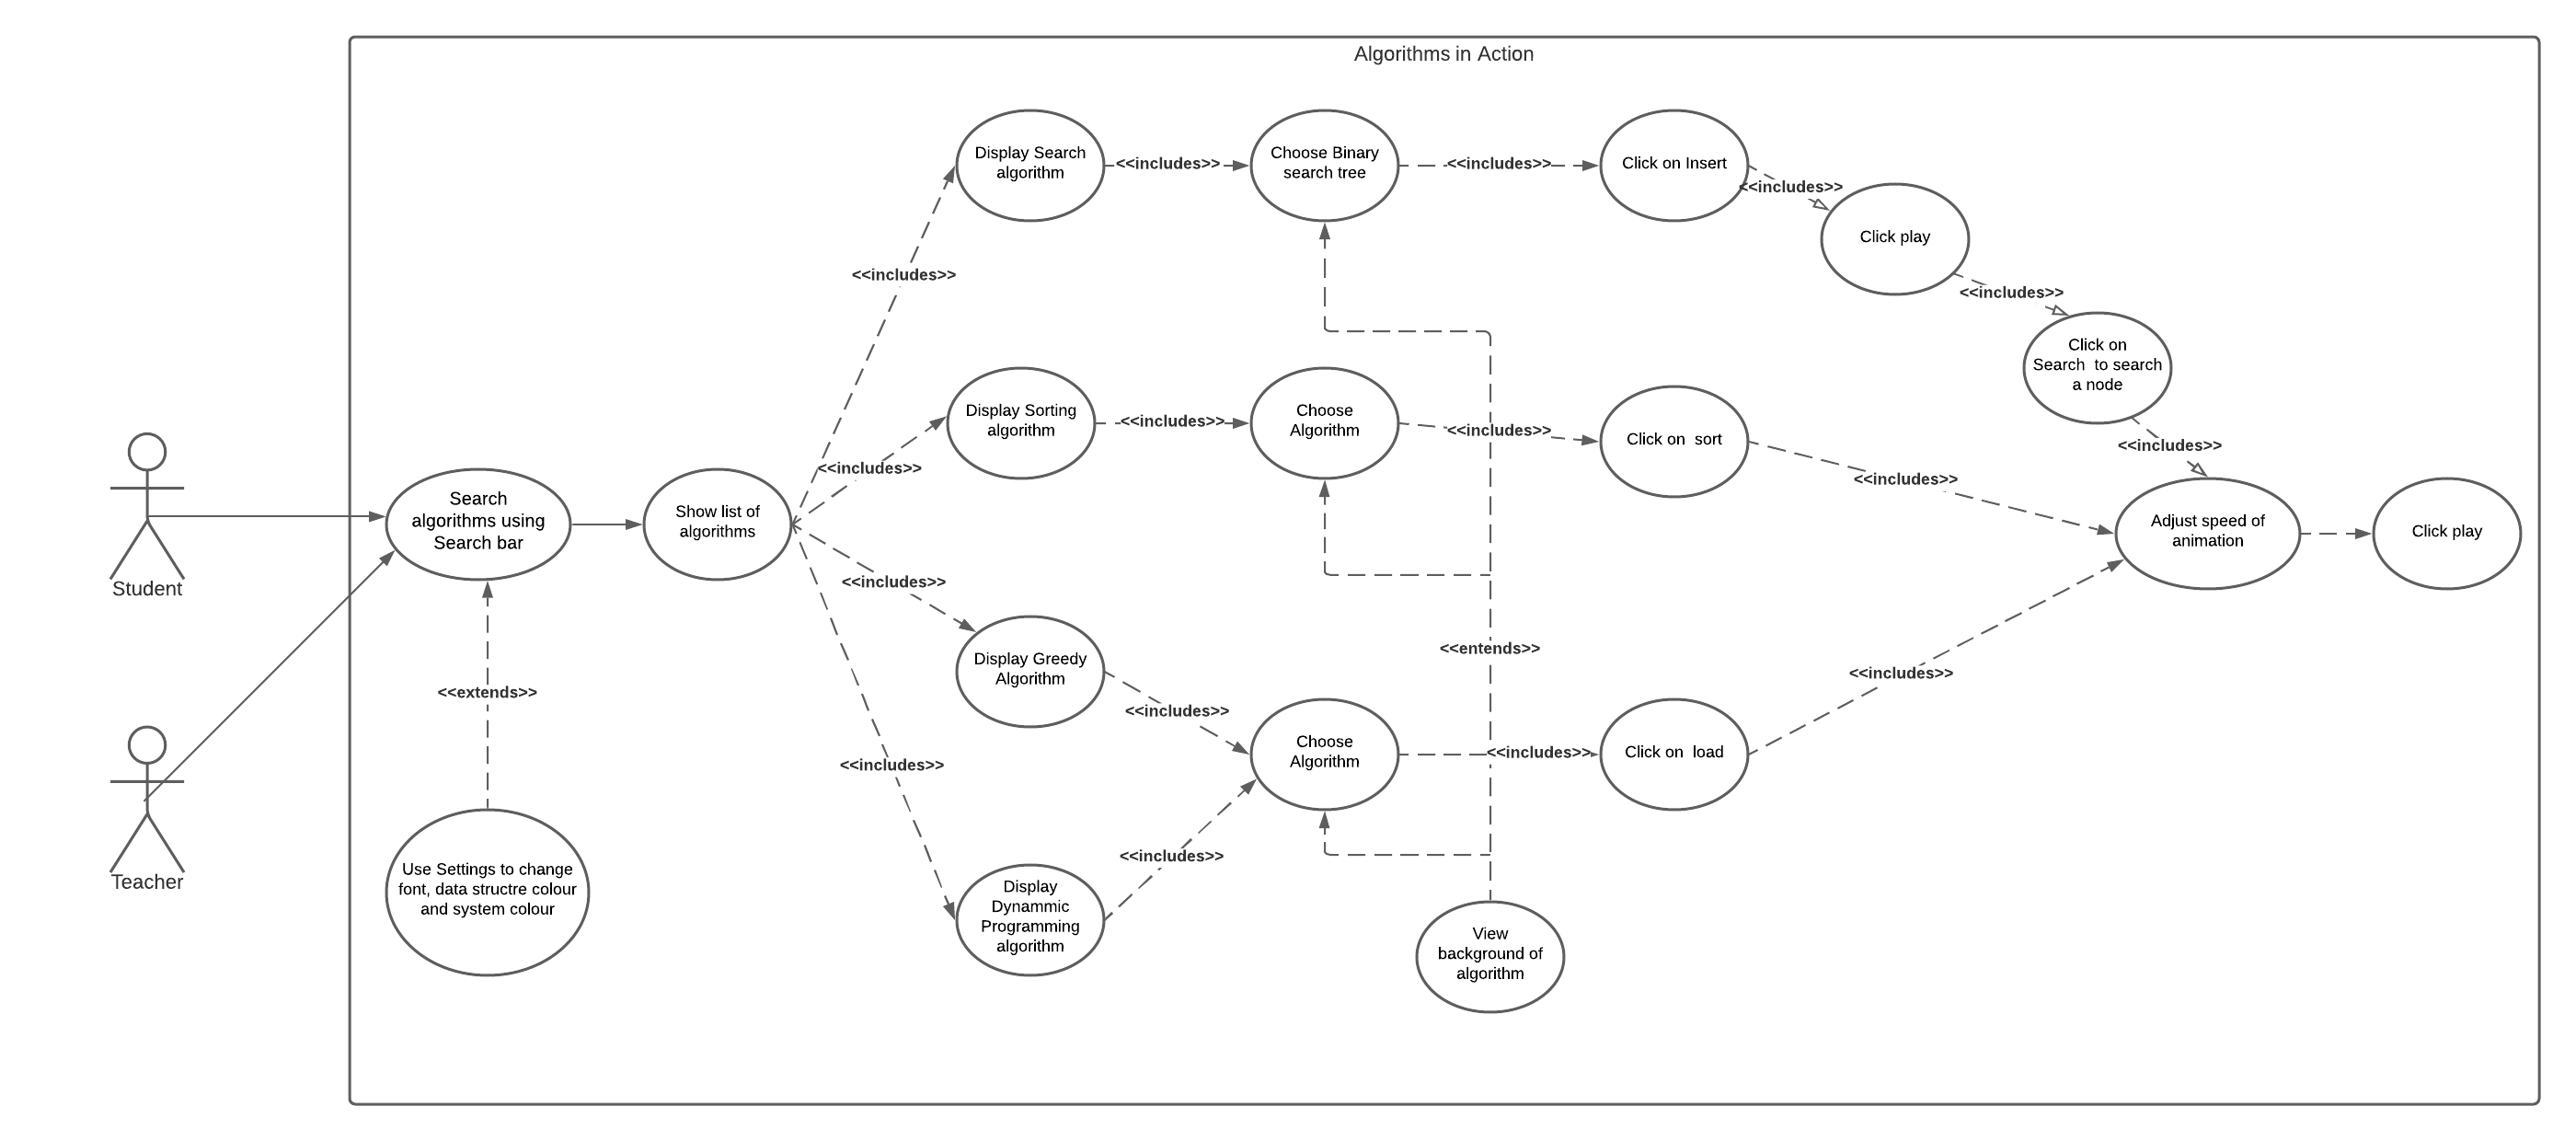 Algorithms in Action
Display Search
algorithm
<<includes>>
Choose Binary
search tree
<<includes>>
Click on Insert
<<includes>>
Click play
<<includes>>
Click on
Search  to search
a node
<<includes>>
<<includes>>
Display Sorting
algorithm
<<includes>>
Choose
Algorithm
<<includes>>
Click on  sort
<<includes>>
<<includes>>
Student
Search
algorithms using
Search bar
Show list of
algorithms
Adjust speed of
animation
Click play
<<includes>>
Display Greedy
Algorithm
<<includes>>
<<entends>>
<<includes>>
<<extends>>
<<includes>>
Choose
Algorithm
<<includes>>
Click on  load
Teacher
Use Settings to change
font, data structre colour
and system colour
<<includes>>
Display
Dynammic
Programming
algorithm
View
background of
algorithm